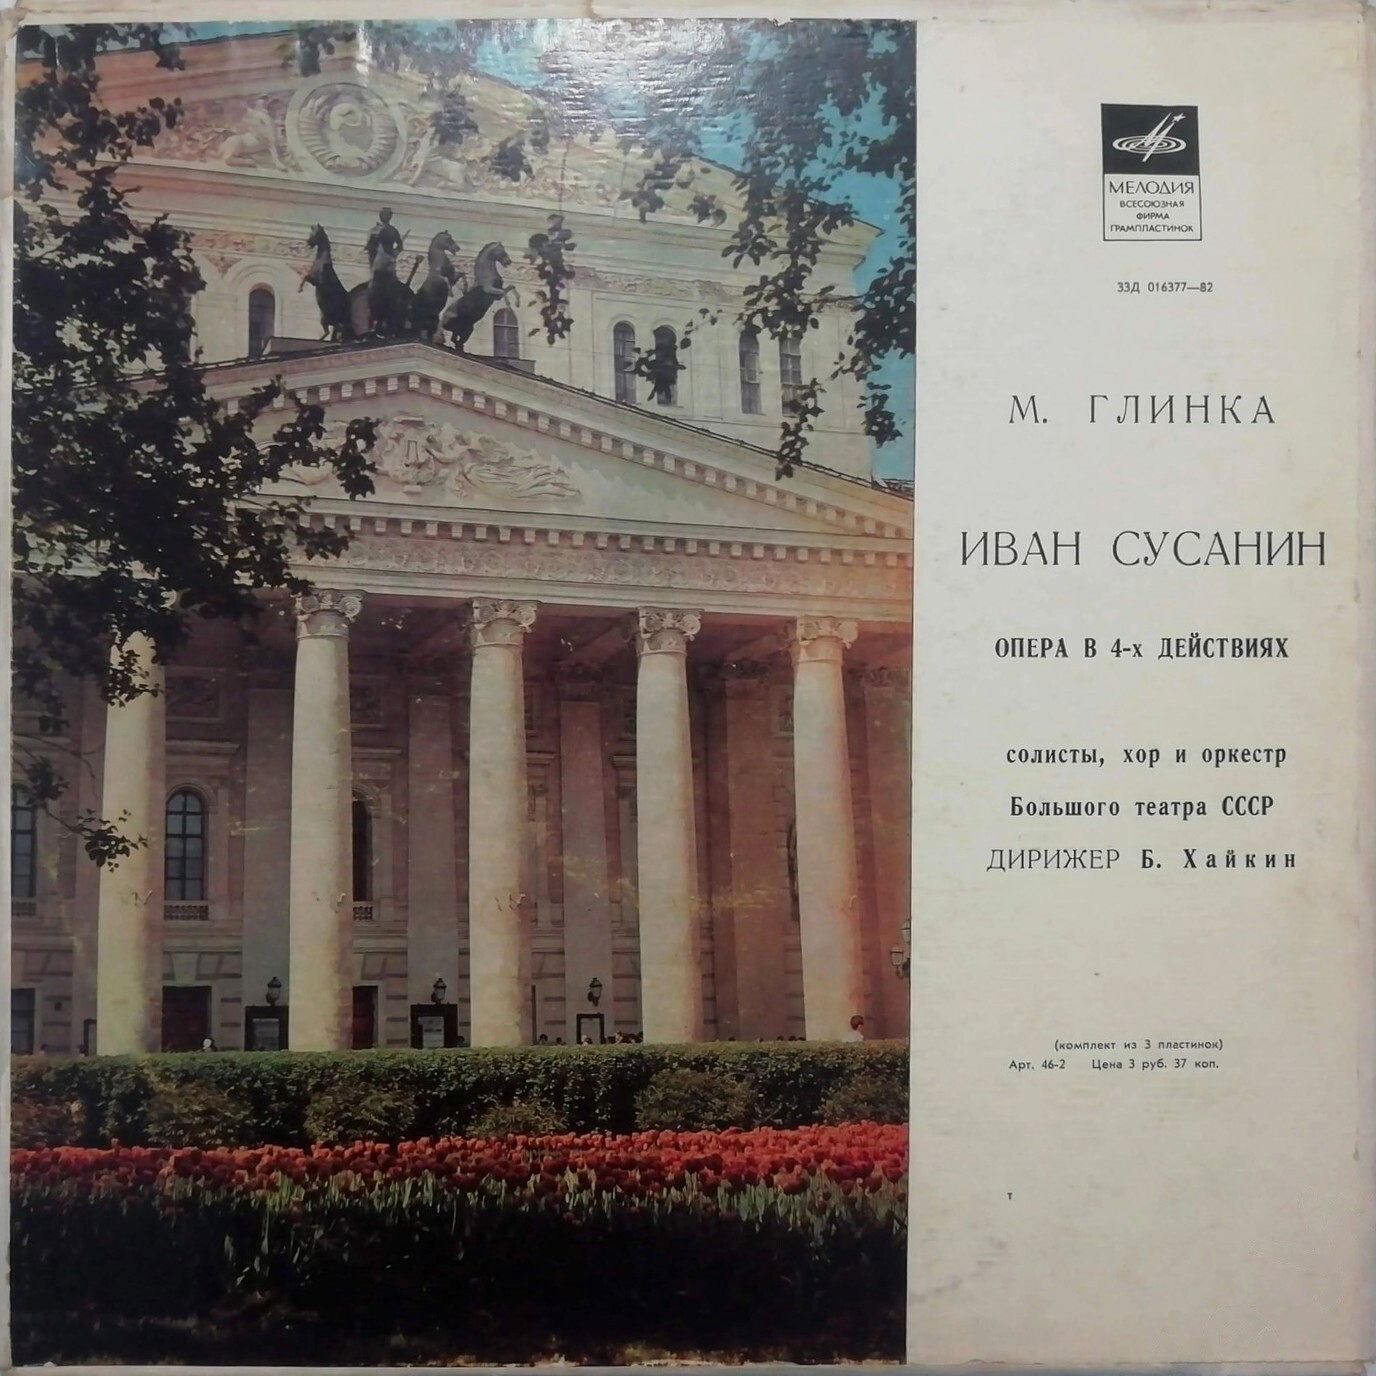 МЕЛОДИЯ
ВСЕСОЮЗНАЯ
ФИРМА
ГРАМПЛАСТИНОК
33Д 016377—82
М. ГЛИНКА
ИВАН СУСАНИН
ОПЕРА В 4-х ДЕЙСТВИЯХ
солисты, хор и оркестр
Большого театра СССР
ДИРИЖЕР Б. Хайкин
(комплект из 3 пластинок)
Арт. 46-2 Цена 3 руб. 37 коп.
т